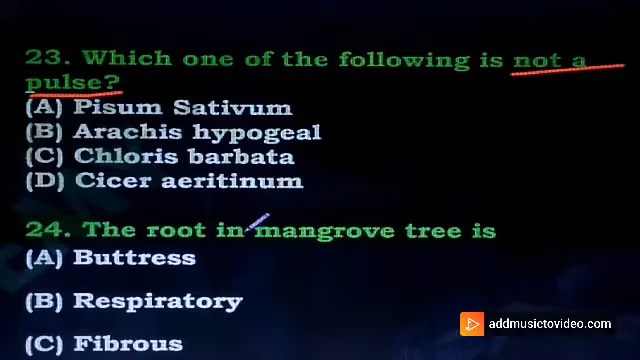 23. Which one of the following is not a
pulse?
(A) Pisum Sativum
(B) Arachis hypogeal
(C) Chloris barbata
(D) Cicer aeritinum
24. The root in mangrove tree is
(A) Buttress
(B) Respiratory
(C) Fibrous
addmusictovideo.com